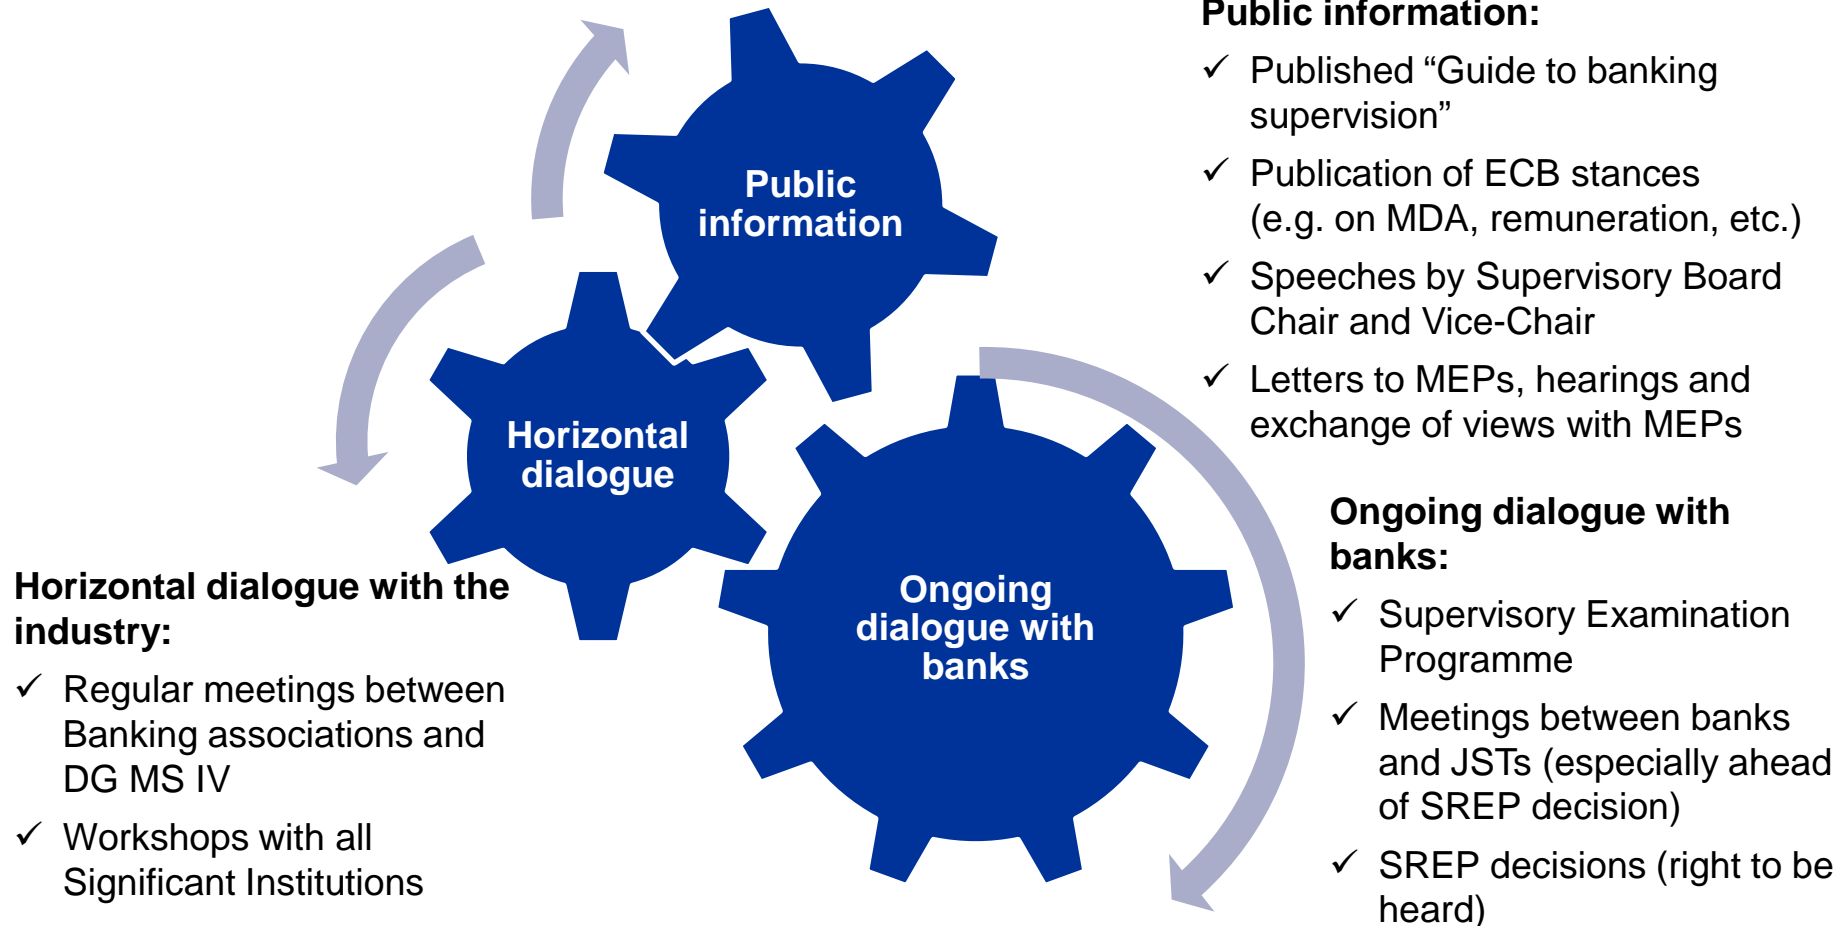 Public information:
✓ Published “Guide to banking
supervision”
✓ Publication of ECB stances
(e.g. on MDA, remuneration, etc.)
✓ Speeches by Supervisory Board
Chair and Vice-Chair
✓ Letters to MEPs, hearings and
exchange of views with MEPs
Public
information
Horizontal
dialogue
Ongoing
dialogue with
banks
Horizontal dialogue with the
industry:
✓ Regular meetings between
Banking associations and
DG MS IV
✓ Workshops with all
Significant Institutions
Ongoing dialogue with
banks:
✓ Supervisory Examination
Programme
✓ Meetings between banks
and JSTs (especially ahead
of SREP decision)
✓ SREP decisions (right to be
heard)